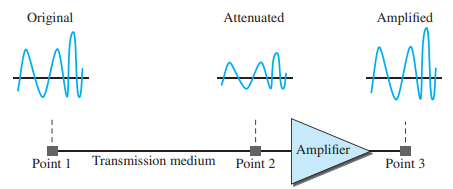 Original
Attenuated
Amplified
Point 1
Transmission medium
Point 2
Amplifier
Point 3